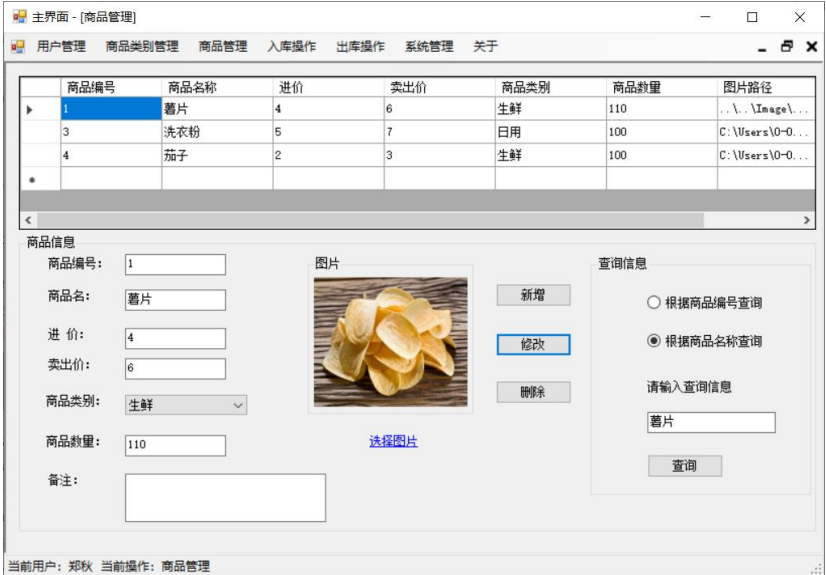 主界面 - [商品管理]
用户管理 商品类别管理 商品管理 入库操作 出库操作 系统管理 关于
商品编号 商品名称 进价 卖出价 商品类别 商品数量 图片路径
1 薯片 4 6 生鲜 110 ..\..\Image\...
3 洗衣粉 5 7 日用 100 C:\Users\0-0...
4 茄子 2 3 生鲜 100 C:\Users\0-0...
商品信息
商品编号: 1
商品名: 薯片
进 价: 4
卖出价: 6
商品类别: 生鲜
商品数量: 110
备注:
图片
选择图片
新增
修改
删除
查询信息
根据商品编号查询
根据商品名称查询
请输入查询信息
薯片
查询
当前用户: 郑秋 当前操作: 商品管理